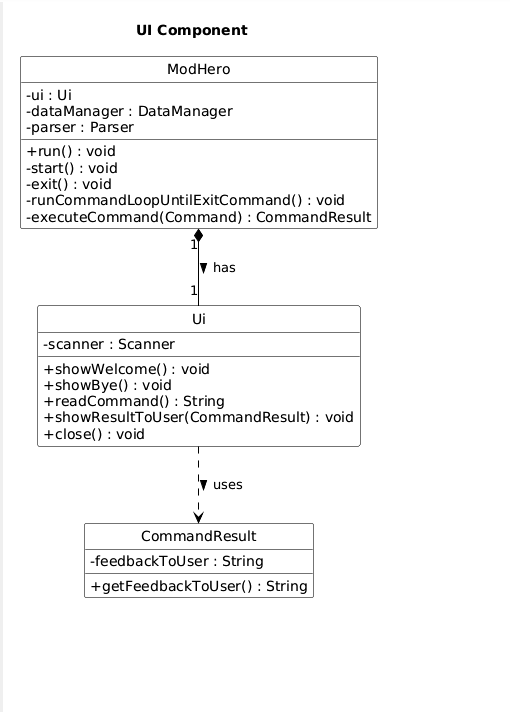 UI Component
ModHero
-ui : Ui
-dataManager : DataManager
-parser : Parser
+run() : void
-start() : void
-exit() : void
-runCommandLoopUntilExitCommand() : void
-executeCommand(Command) : CommandResult
1
has
1
Ui
-scanner : Scanner
+showWelcome() : void
+showBye() : void
+readCommand() : String
+showResultToUser(CommandResult) : void
+close() : void
uses
CommandResult
-feedbackToUser : String
+getFeedbackToUser() : String